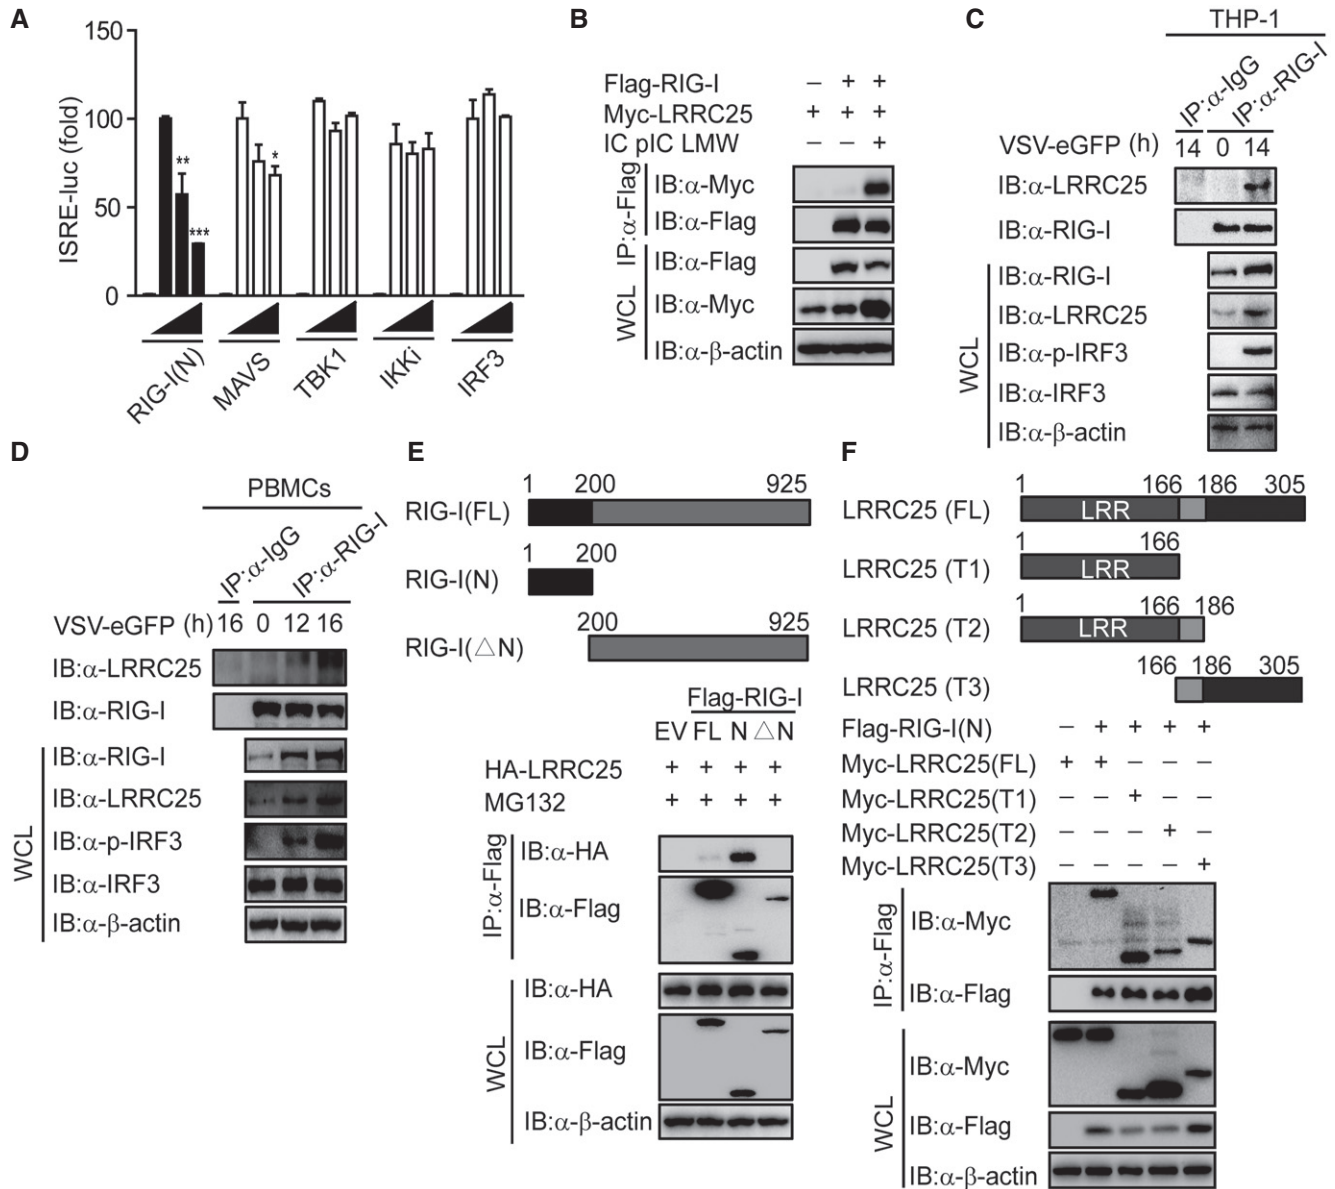 A
150
100
50
0
ISRE-luc (fold)
**
***
*
RIG-I(N)
MAVS
TBK1
IKKi
IRF3
B
Flag-RIG-I – + +
Myc-LRRC25 + + +
IC pIC LMW – – +
IP:α-Flag
IB:α-Myc
IB:α-Flag
WCL
IB:α-Flag
IB:α-Myc
IB:α-β-actin
C
THP-1
IP:α-IgG
IP:α-RIG-I
VSV-eGFP (h) 14 0 14
IB:α-LRRC25
IB:α-RIG-I
WCL
IB:α-RIG-I
IB:α-LRRC25
IB:α-p-IRF3
IB:α-IRF3
IB:α-β-actin
D
PBMCs
IP:α-IgG
IP:α-RIG-I
VSV-eGFP (h) 16 0 12 16
IB:α-LRRC25
IB:α-RIG-I
WCL
IB:α-RIG-I
IB:α-LRRC25
IB:α-p-IRF3
IB:α-IRF3
IB:α-β-actin
E
1 200 925
RIG-I(FL)
1 200
RIG-I(N)
200 925
RIG-I(△N)
Flag-RIG-I
EV FL N △N
HA-LRRC25 + + + +
MG132 + + + +
IP:α-Flag
IB:α-HA
IB:α-Flag
WCL
IB:α-HA
IB:α-Flag
IB:α-β-actin
F
1 166 186 305
LRRC25 (FL) LRR
1 166
LRRC25 (T1) LRR
1 166 186
LRRC25 (T2) LRR
166 186 305
LRRC25 (T3)
Flag-RIG-I(N) – + + + +
Myc-LRRC25(FL) + + – – –
Myc-LRRC25(T1) – – + – –
Myc-LRRC25(T2) – – – + –
Myc-LRRC25(T3) – – – – +
IP:α-Flag
IB:α-Myc
IB:α-Flag
WCL
IB:α-Myc
IB:α-Flag
IB:α-β-actin